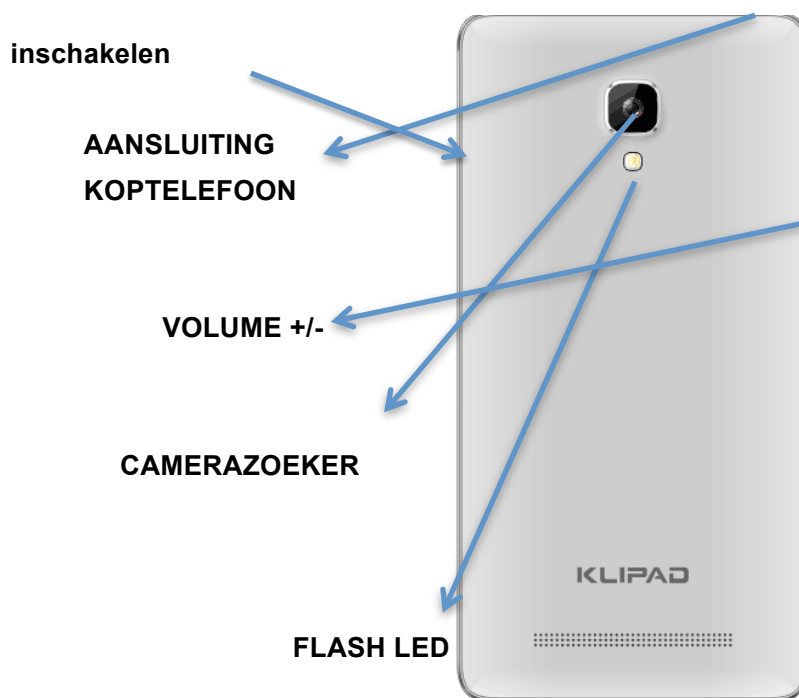 inschakelen
AANSLUITING
KOPTELEFOON
VOLUME +/-
CAMERAZOEKER
KLIPAD
FLASH LED